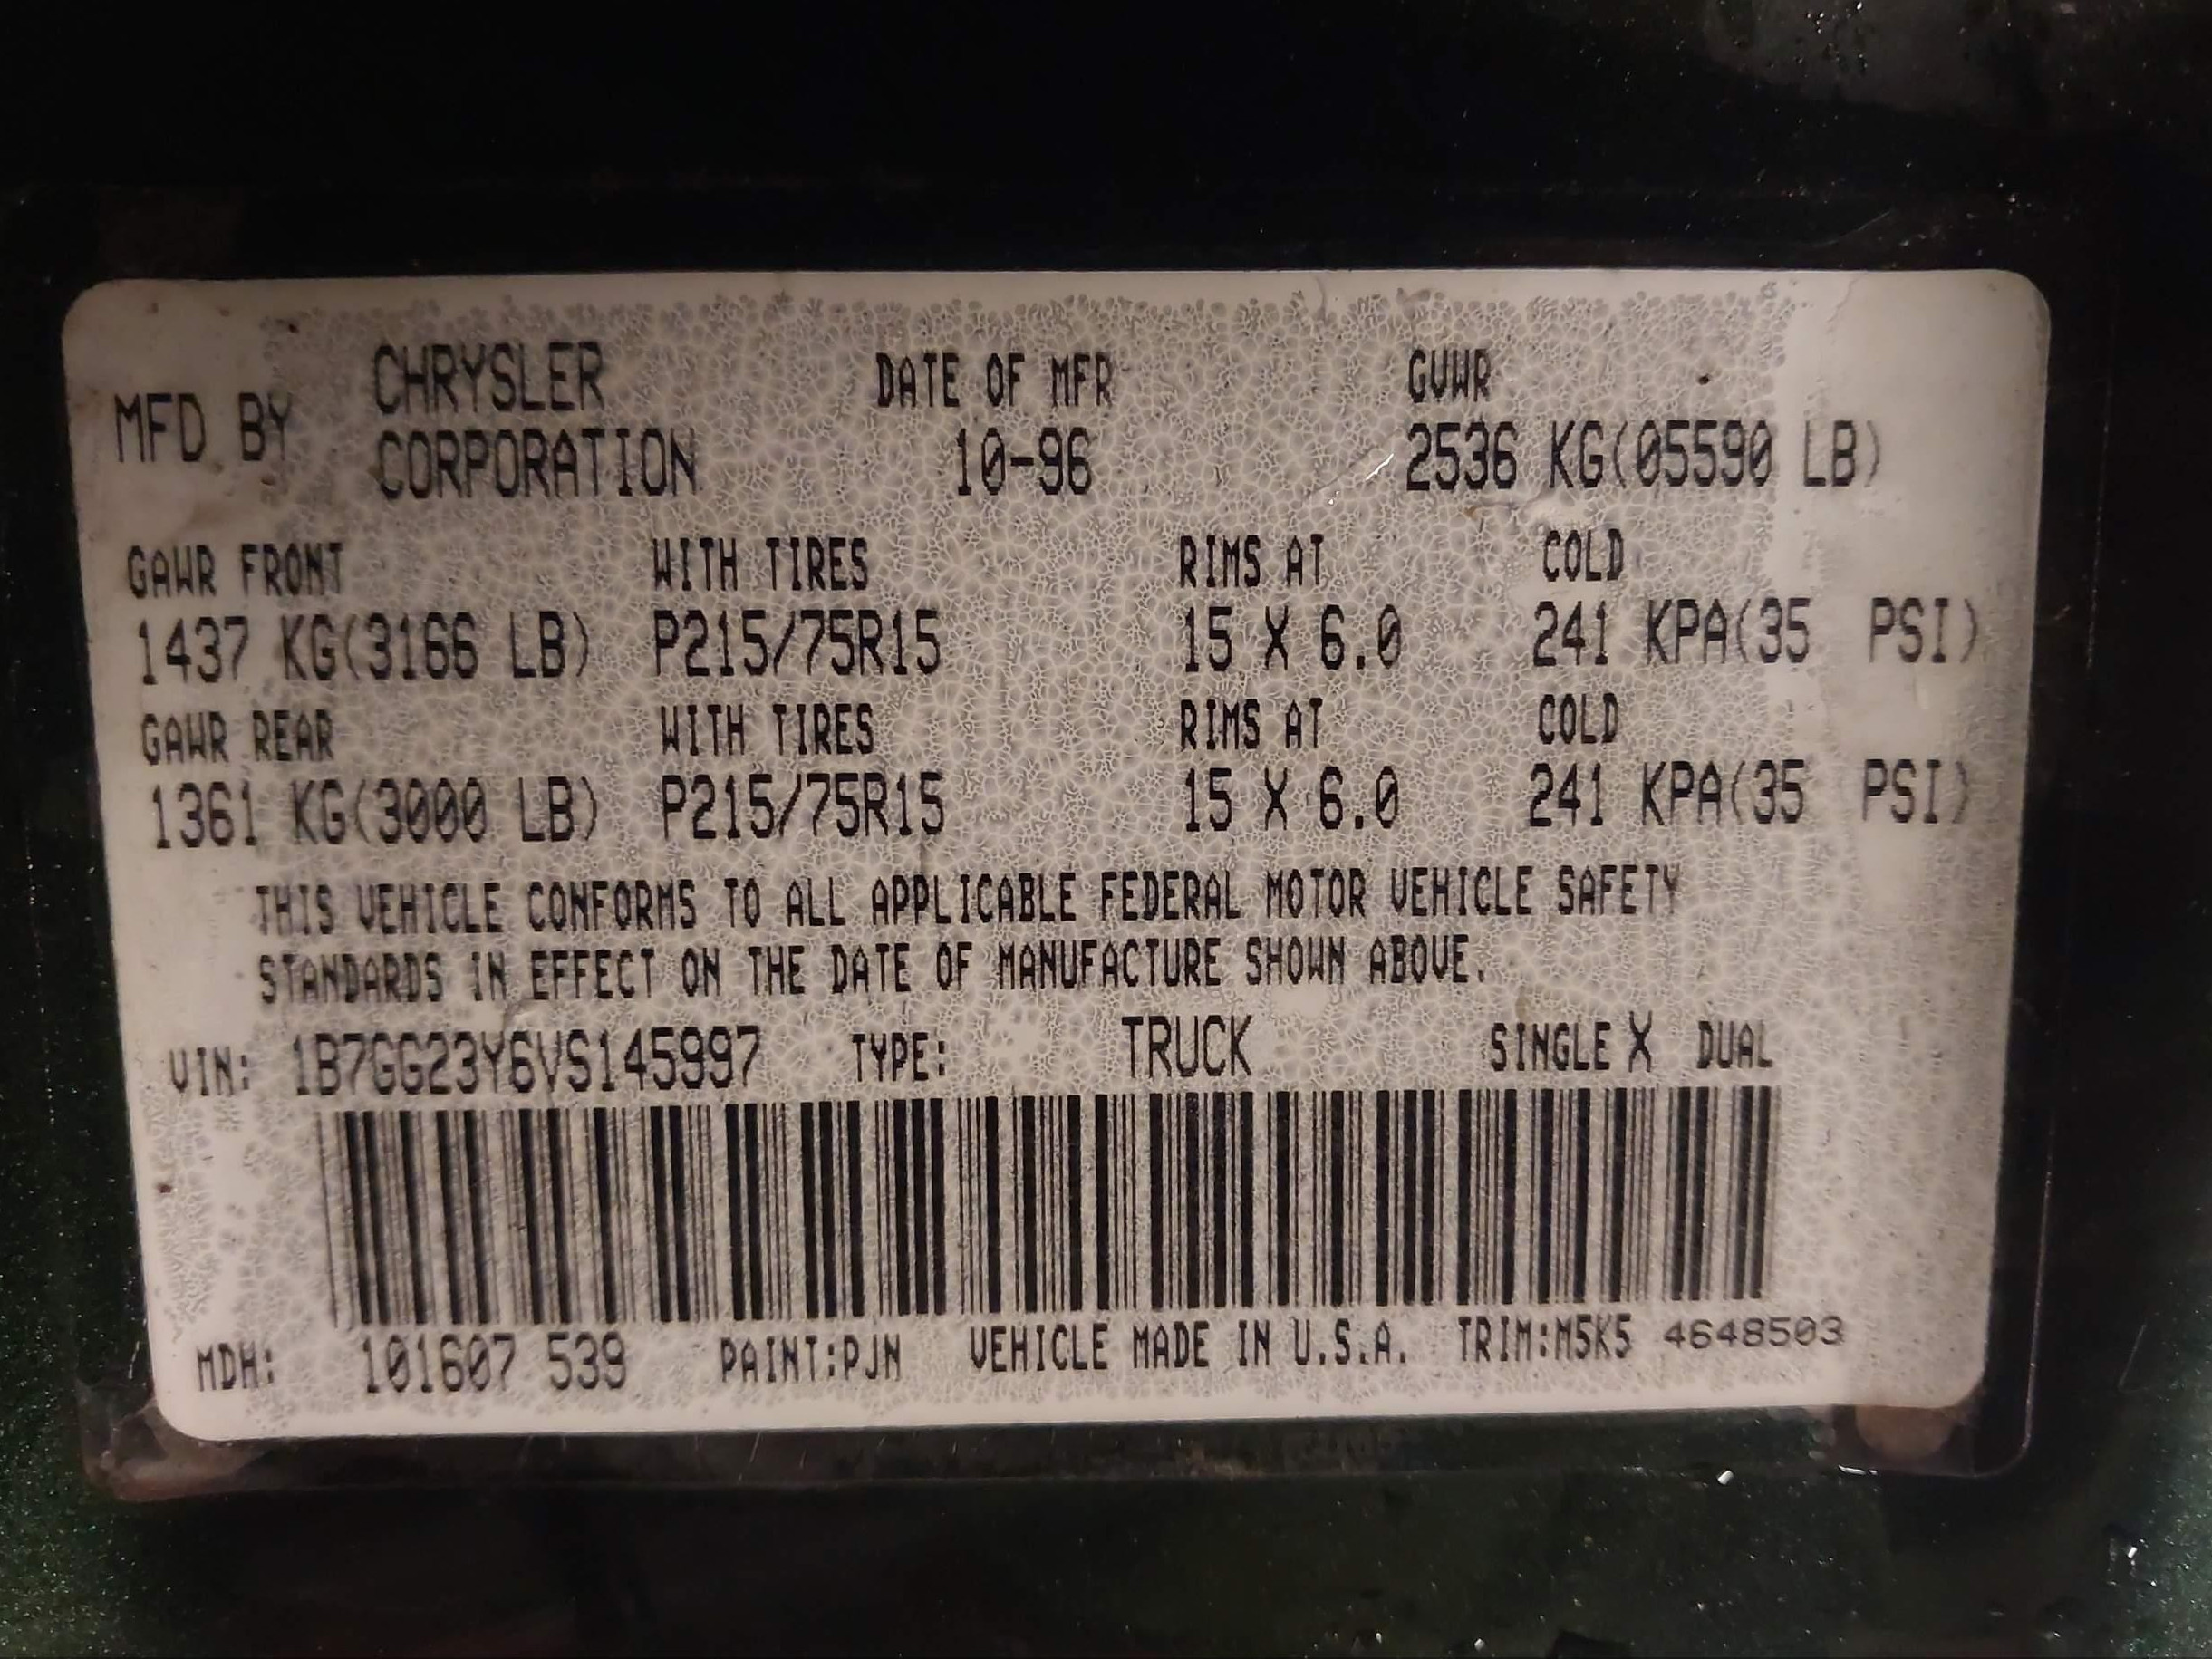 MFD BY CHRYSLER CORPORATION
DATE OF MFR 10-96
GVWR 2536 KG(05590 LB)
GAWR FRONT WITH TIRES RIMS AT COLD
1437 KG(3166 LB) P215/75R15 15 X 6.0 241 KPA(35 PSI)
GAWR REAR WITH TIRES RIMS AT COLD
1361 KG(3000 LB) P215/75R15 15 X 6.0 241 KPA(35 PSI)
THIS VEHICLE CONFORMS TO ALL APPLICABLE FEDERAL MOTOR VEHICLE SAFETY
STANDARDS IN EFFECT ON THE DATE OF MANUFACTURE SHOWN ABOVE.
VIN: 1B7GG23Y6VS145997 TYPE: TRUCK SINGLE X DUAL
MDH: 101607 539 PAINT:PJN VEHICLE MADE IN U.S.A. TRIM:M5K5 4648503